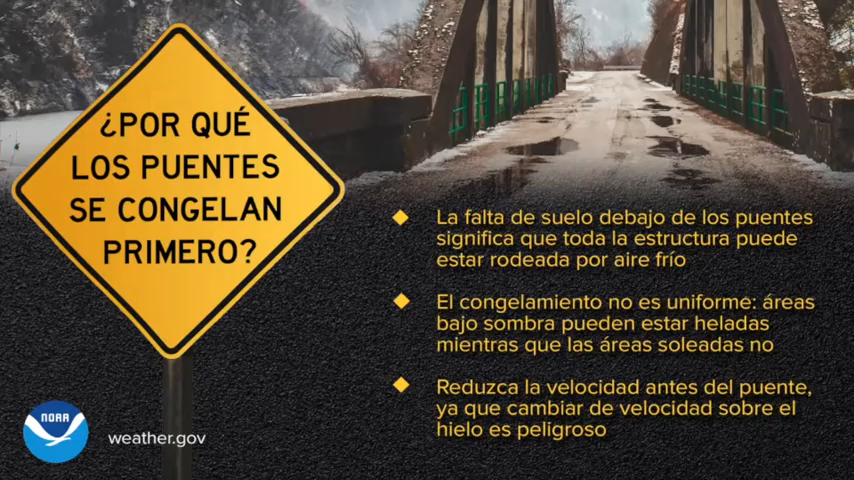 ¿POR QUÉ
LOS PUENTES
SE CONGELAN
PRIMERO?
La falta de suelo debajo de los puentes
significa que toda la estructura puede
estar rodeada por aire frío
El congelamiento no es uniforme: áreas
bajo sombra pueden estar heladas
mientras que las áreas soleadas no
Reduzca la velocidad antes del puente,
ya que cambiar de velocidad sobre el
hielo es peligroso
NOAA
weather.gov